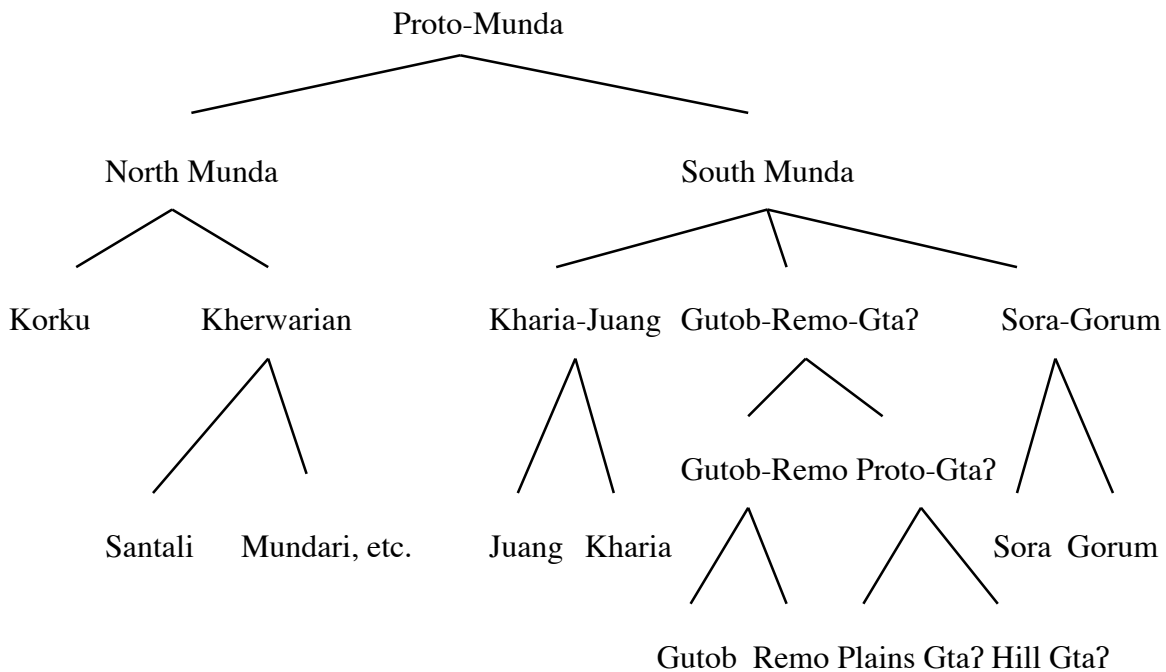 Proto-Munda
North Munda South Munda
Korku Kherwarian Kharia-Juang Gutob-Remo-Gtaʔ Sora-Gorum
Gutob-Remo Proto-Gtaʔ
Santali Mundari, etc. Juang Kharia Sora Gorum
Gutob Remo Plains Gtaʔ Hill Gtaʔ